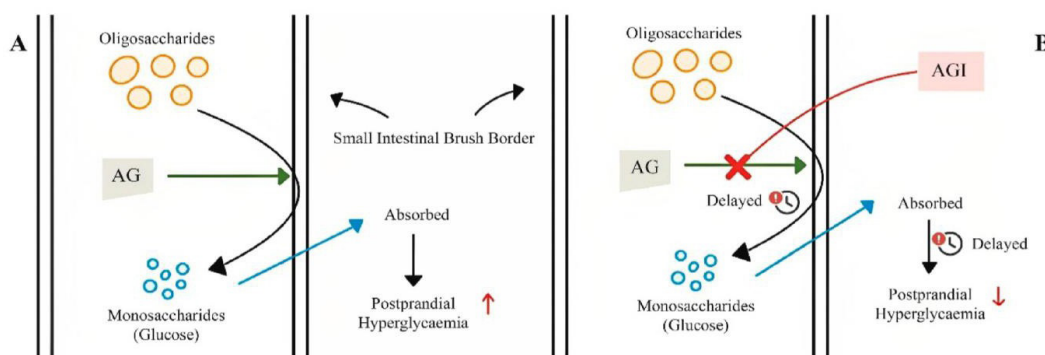 A
Oligosaccharides
AG
Small Intestinal Brush Border
Absorbed
Postprandial
Hyperglycaemia
Monosaccharides
(Glucose)
B
Oligosaccharides
AGI
AG
Delayed
Absorbed
Delayed
Postprandial
Hyperglycaemia
Monosaccharides
(Glucose)